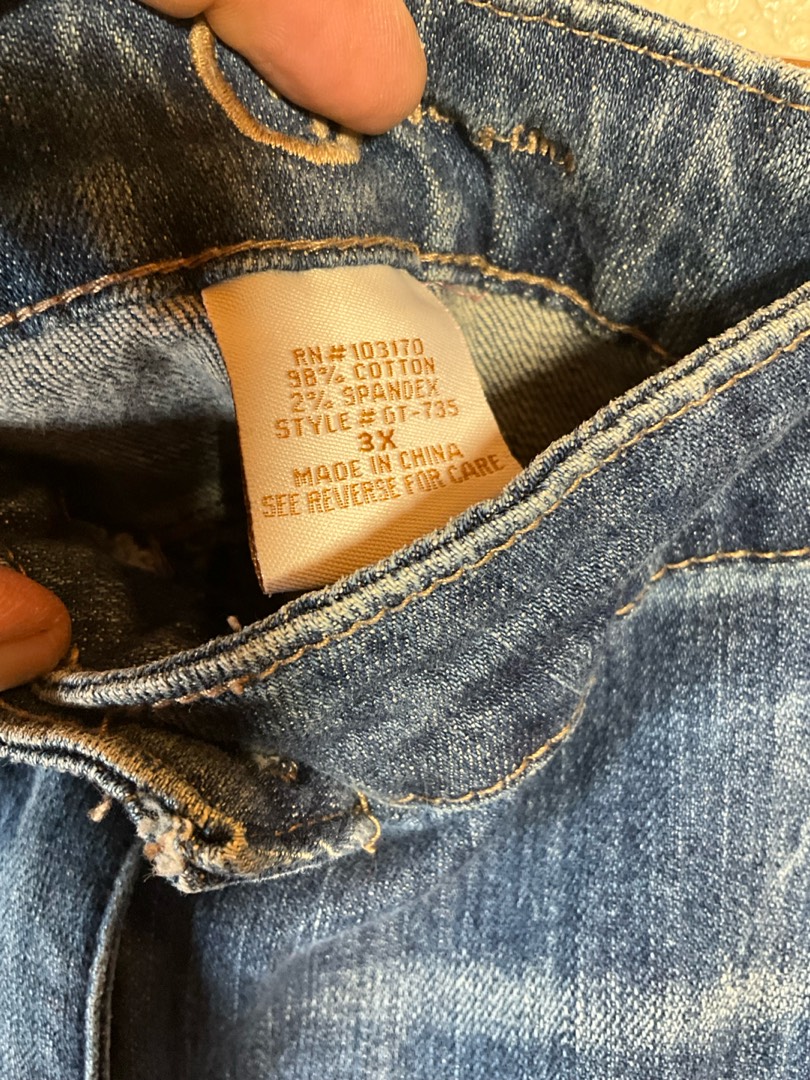 RN # 103170
98% COTTON
2% SPANDEX
STYLE # GT-735
3X
MADE IN CHINA
SEE REVERSE FOR CARE